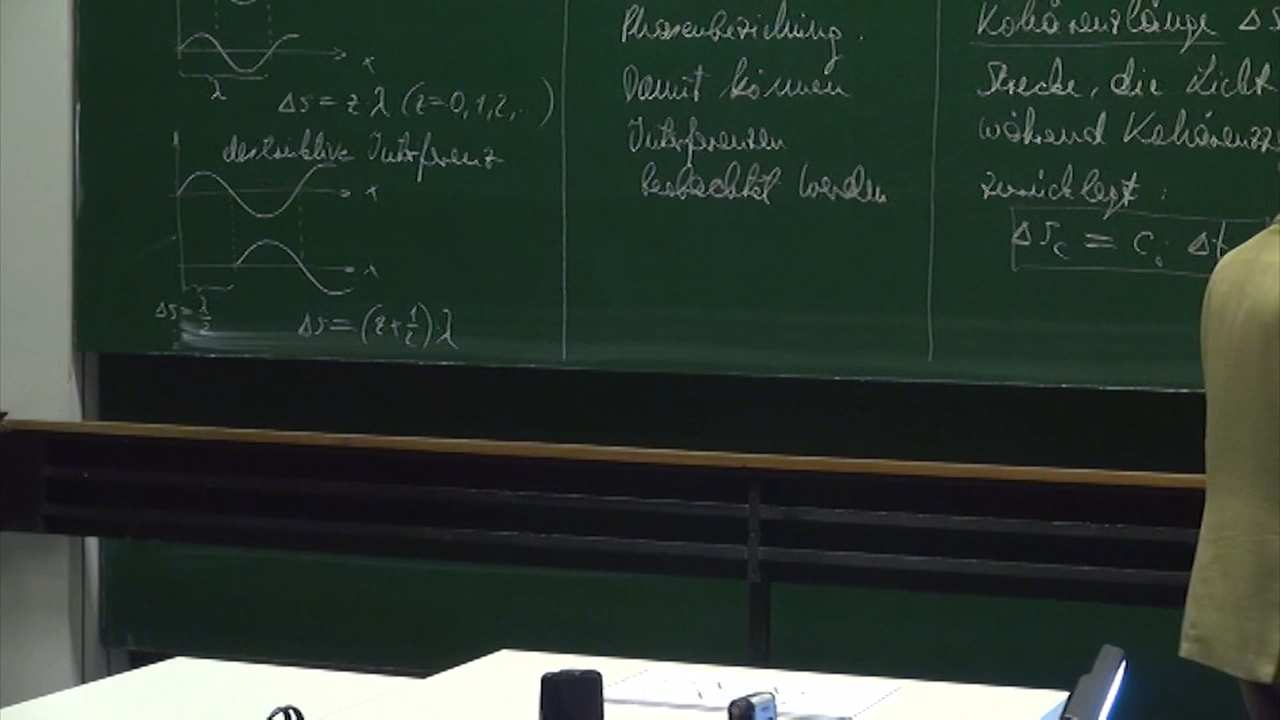 x
λ
Δs = z λ (z=0,1,2,..)
destruktive Interferenz
x
x
Δs = λ/2
Δs = (z + 1/2) · λ
Phasenbeziehung.
Damit können
Interferenzen
beobachtet werden
Kohärenzlänge Δs
Strecke, die Licht
während
zurücklegt:
Δs_c = c · Δt